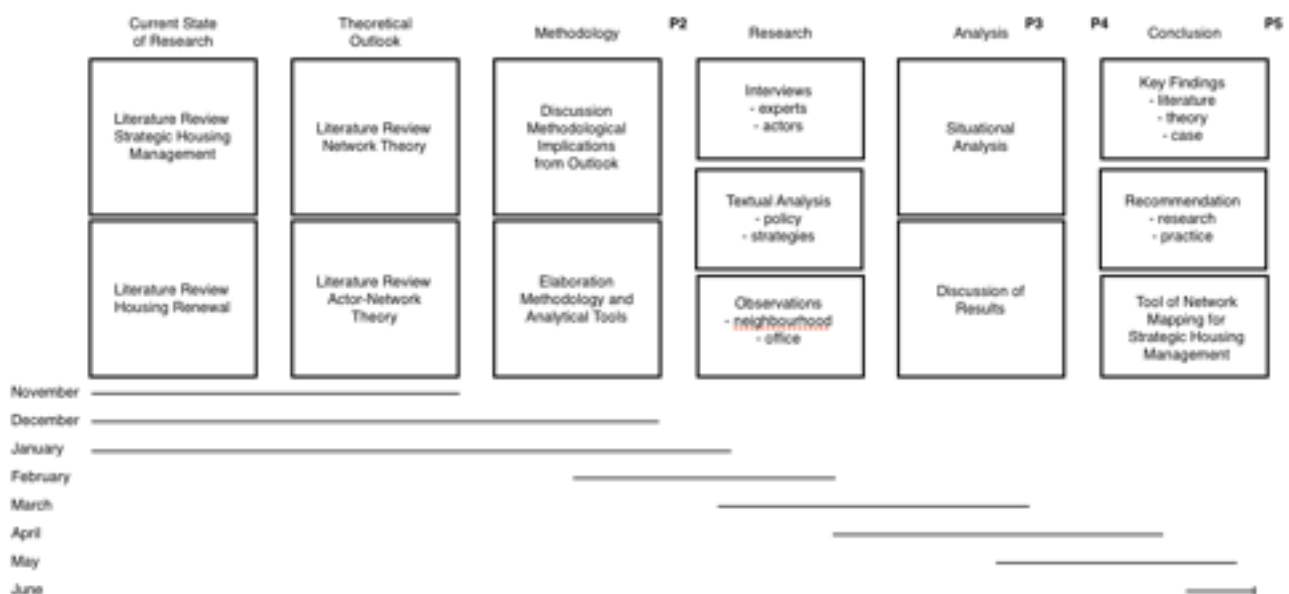 Current State
of Research
Theoretical
Outlook
Methodology
P2
Research
Analysis
P3
P4
Conclusion
P5
Literature Review
Strategic Housing
Management
Literature Review
Housing Renewal
Literature Review
Network Theory
Literature Review
Actor-Network
Theory
Discussion
Methodological
Implications
from Outlook
Elaboration
Methodology and
Analytical Tools
Interviews
- experts
- actors
Textual Analysis
- policy
- strategies
Observations
- neighbourhood
- office
Situational
Analysis
Discussion of
Results
Key Findings
- literature
- theory
- case
Recommendation
- research
- practice
Tool of Network
Mapping for
Strategic Housing
Management
November
December
January
February
March
April
May
June